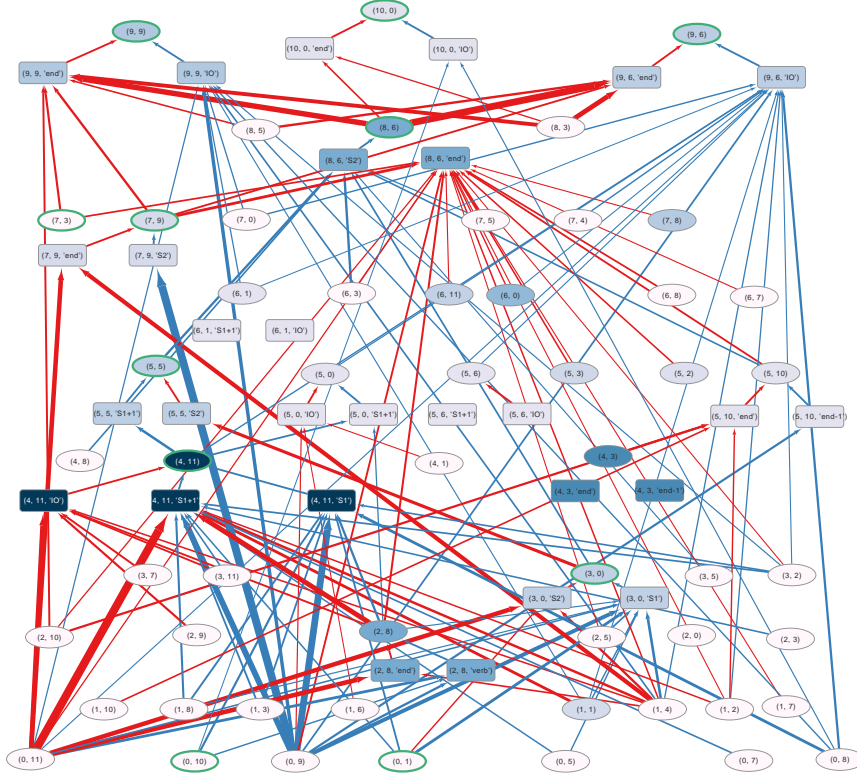 (10, 0)
(9, 9)
(9, 6)
(10, 0, 'end')
(10, 0, 'IO')
(9, 9, 'end')
(9, 9, 'IO')
(9, 6, 'end')
(9, 6, 'IO')
(8, 5)
(8, 6)
(8, 3)
(8, 6, 'S2')
(8, 6, 'end')
(7, 3)
(7, 9)
(7, 0)
(7, 5)
(7, 4)
(7, 8)
(7, 9, 'end')
(7, 9, 'S2')
(6, 1)
(6, 3)
(6, 11)
(6, 0)
(6, 8)
(6, 7)
(6, 1, 'S1+1')
(6, 1, 'IO')
(5, 5)
(5, 0)
(5, 6)
(5, 3)
(5, 2)
(5, 10)
(5, 5, 'S1+1')
(5, 5, 'S2')
(5, 0, 'IO')
(5, 0, 'S1+1')
(5, 6, 'S1+1')
(5, 6, 'IO')
(5, 10, 'end')
(5, 10, 'end-1')
(4, 8)
(4, 11)
(4, 1)
(4, 3)
(4, 11, 'IO')
(4, 11, 'S1+1')
(4, 11, 'S1')
(4, 3, 'end')
(4, 3, 'end-1')
(3, 7)
(3, 11)
(3, 0)
(3, 5)
(3, 2)
(3, 0, 'S2')
(3, 0, 'S1')
(2, 10)
(2, 9)
(2, 8)
(2, 5)
(2, 0)
(2, 3)
(2, 8, 'end')
(2, 8, 'verb')
(1, 10)
(1, 8)
(1, 3)
(1, 6)
(1, 1)
(1, 4)
(1, 2)
(1, 7)
(0, 11)
(0, 10)
(0, 9)
(0, 1)
(0, 5)
(0, 7)
(0, 8)